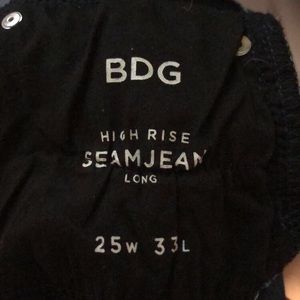 BDG
HIGH RISE
SEAMJEAN
LONG
25W 33L